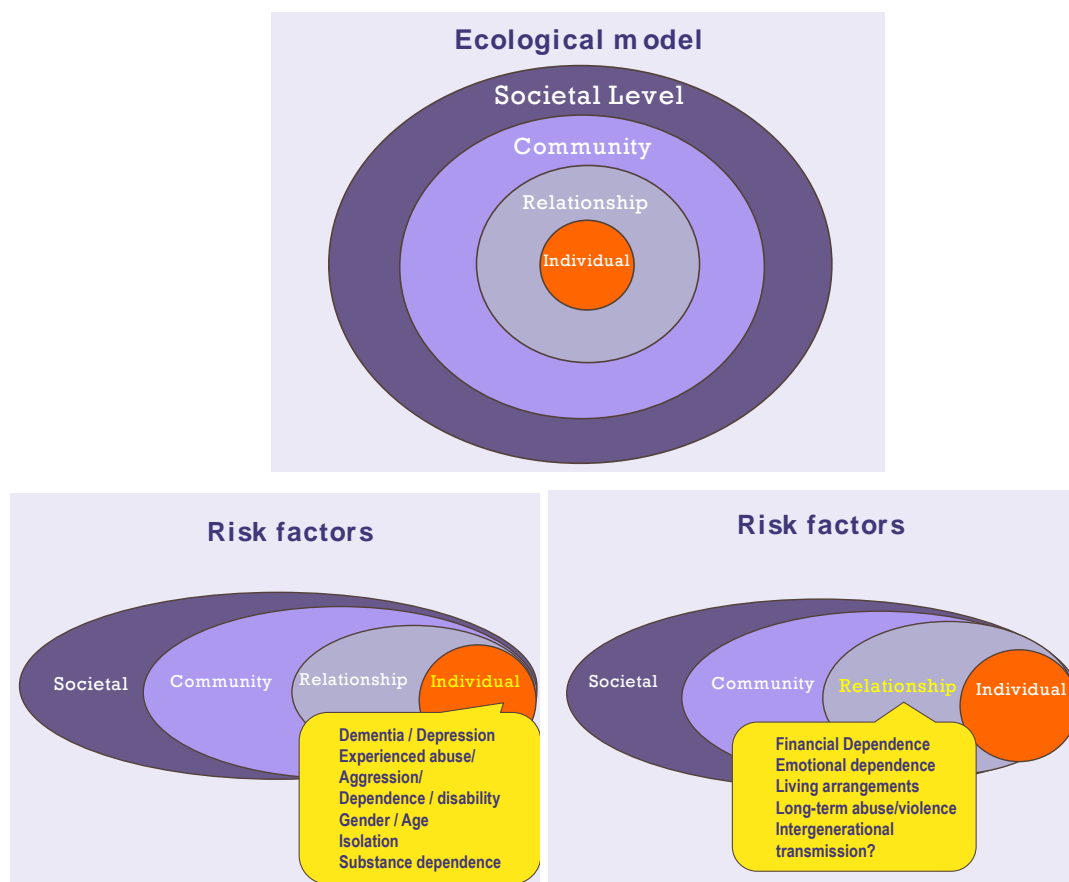 Ecological model
Societal Level
Community
Relationship
Individual
Risk factors
Societal
Community
Relationship
Individual
Dementia / Depression
Experienced abuse/
Aggression/
Dependence / disability
Gender / Age
Isolation
Substance dependence
Risk factors
Societal
Community
Relationship
Individual
Financial Dependence
Emotional dependence
Living arrangements
Long-term abuse/violence
Intergenerational
transmission?